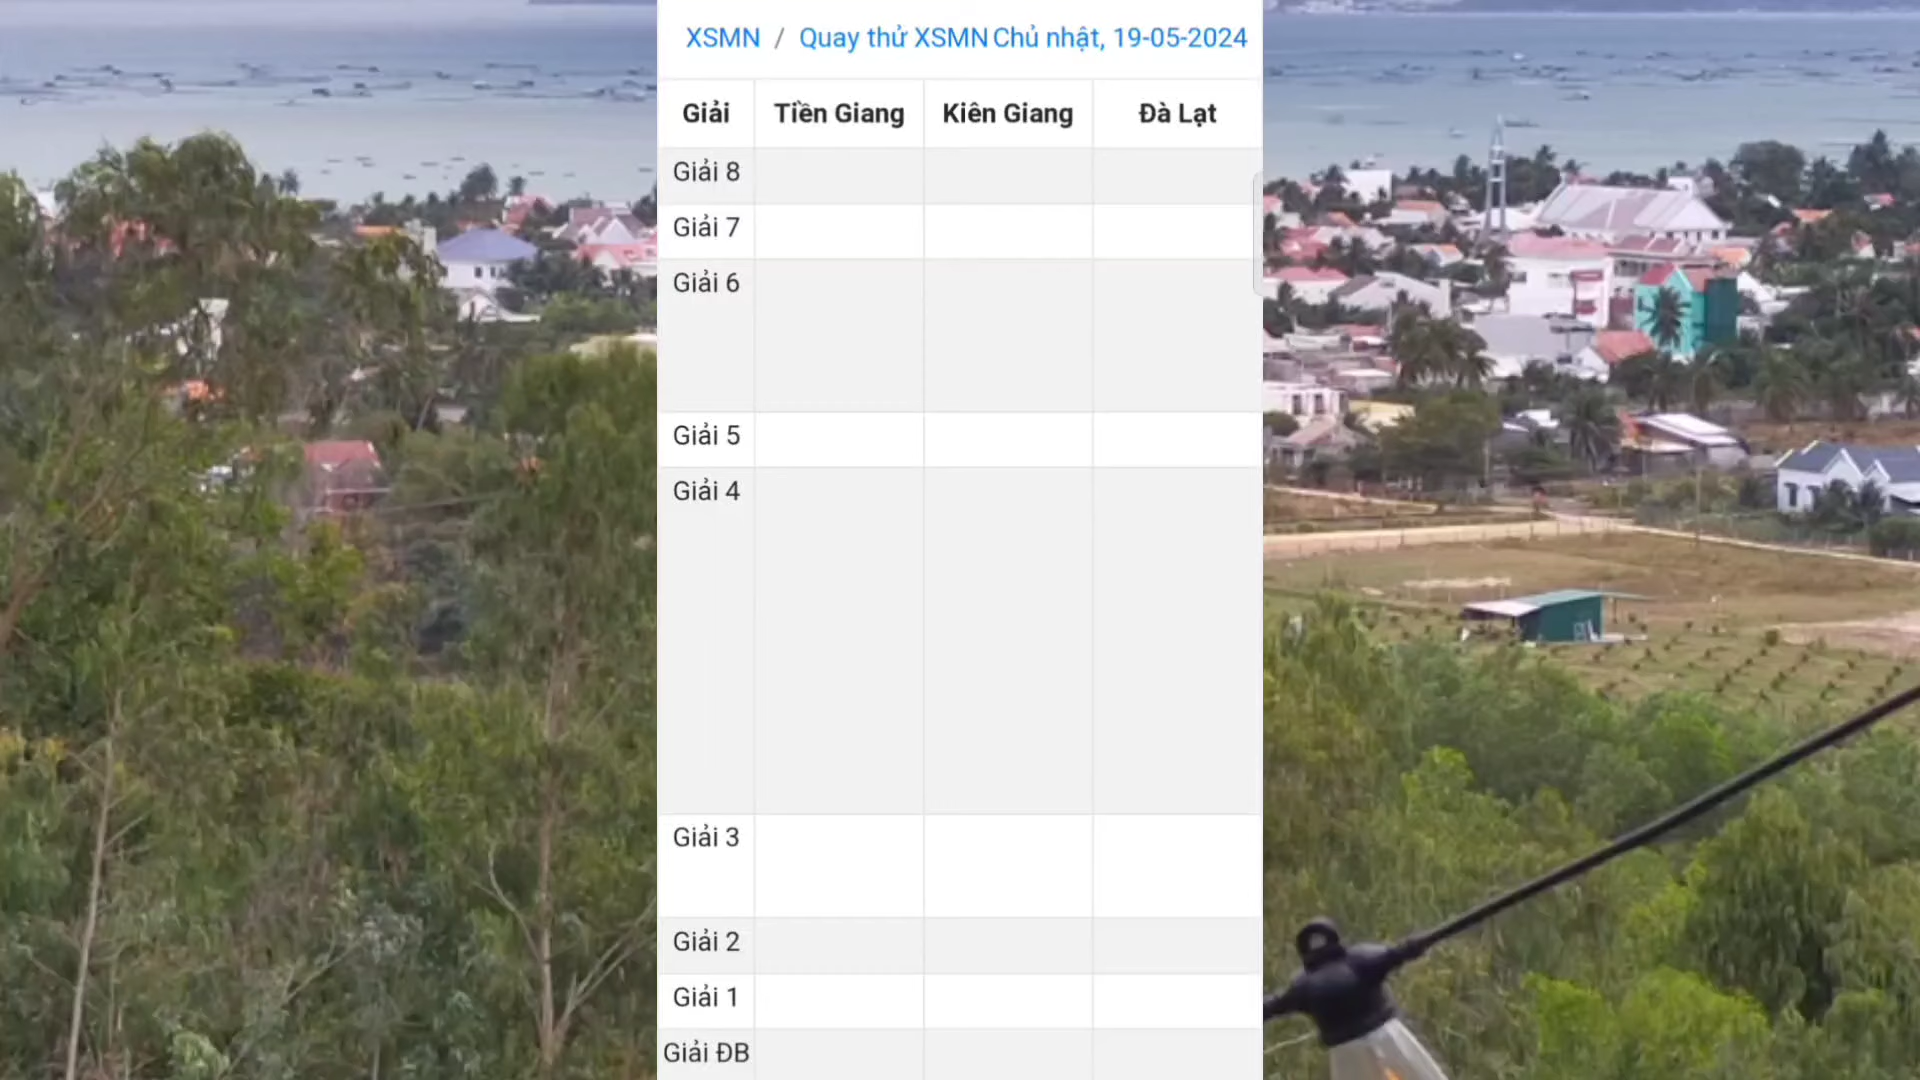 XSMN / Quay thử XSMN Chủ nhật, 19-05-2024
Giải Tiền Giang Kiên Giang Đà Lạt
Giải 8
Giải 7
Giải 6
Giải 5
Giải 4
Giải 3
Giải 2
Giải 1
Giải ĐB